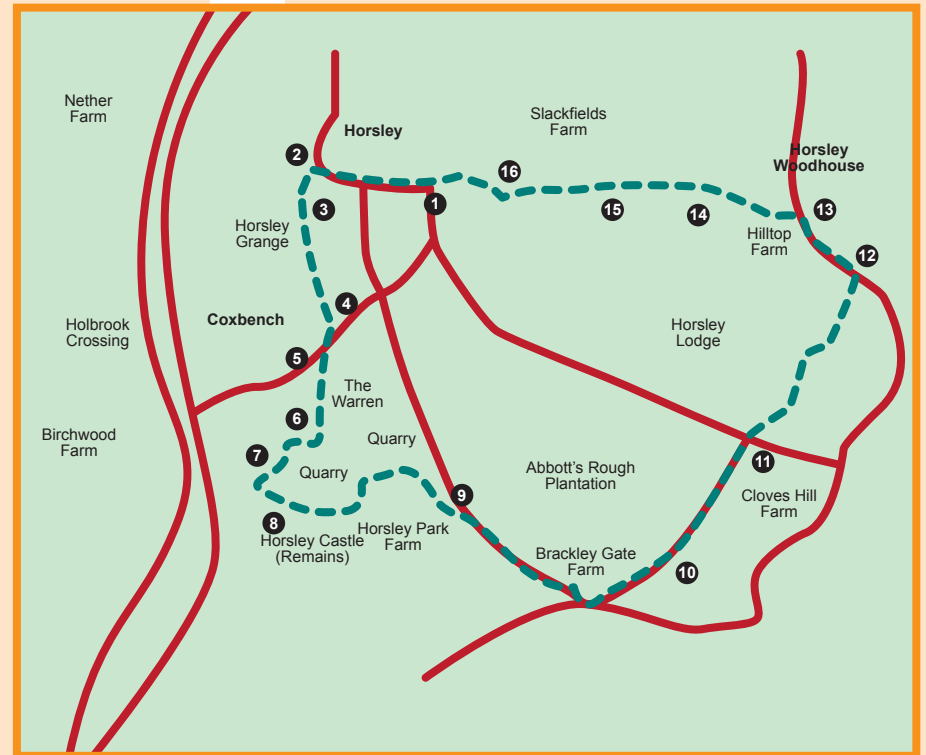 Nether
Farm
Horsley
Slackfields
Farm
Horsley
Woodhouse
2
16
3
1
15
14
13
Horsley
Grange
Hilltop
Farm
12
4
Coxbench
Holbrook
Crossing
Horsley
Lodge
5
The
Warren
6
Birchwood
Farm
Quarry
7
11
Quarry
Abbott's Rough
Plantation
9
Cloves Hill
Farm
8
Horsley Castle
(Remains)
Horsley Park
Farm
Brackley Gate
Farm
10